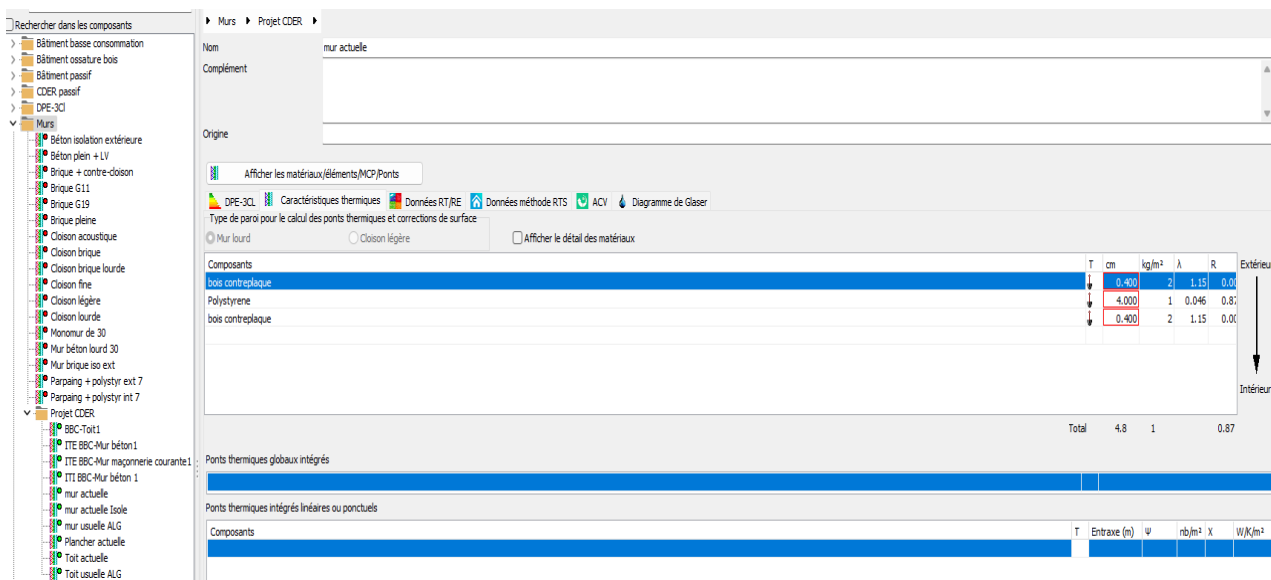 Rechercher dans les composants
Bâtiment basse consommation
Bâtiment ossature bois
Bâtiment passif
CDER passif
DPE-3Cl
Murs
Béton isolation extérieure
Béton plein + LV
Brique + contre-cloison
Brique G11
Brique G19
Brique pleine
Cloison acoustique
Cloison brique
Cloison brique lourde
Cloison fine
Cloison légère
Cloison lourde
Monomur de 30
Mur béton lourd 30
Mur brique iso ext
Parpaing + polystyr ext 7
Parpaing + polystyr int 7
Projet CDER
BBC-Toit1
ITE BBC-Mur béton1
ITE BBC-Mur maçonnerie courante1
ITI BBC-Mur béton 1
mur actuelle
mur actuelle Isole
mur usuelle ALG
Plancher actuelle
Toit actuelle
Toit usuelle ALG
Murs Projet CDER
Nom mur actuelle
Complément
Origine
Afficher les matériaux/éléments/MCP/Ponts
DPE-3CL Caractéristiques thermiques Données RT/RE Données méthode RTS ACV Diagramme de Glaser
Type de paroi pour le calcul des ponts thermiques et corrections de surface
Mur lourd Cloison légère Afficher le détail des matériaux
Composants T cm kg/m² λ R Extérieu
bois contreplaque 0.400 2 1.15 0.00
Polystyrene 4.000 1 0.046 0.87
bois contreplaque 0.400 2 1.15 0.00
Intérieur
Total 4.8 1 0.87
Ponts thermiques globaux intégrés
Ponts thermiques intégrés linéaires ou ponctuels
Composants T Entraxe (m) Ψ nb/m² X W/K/m²